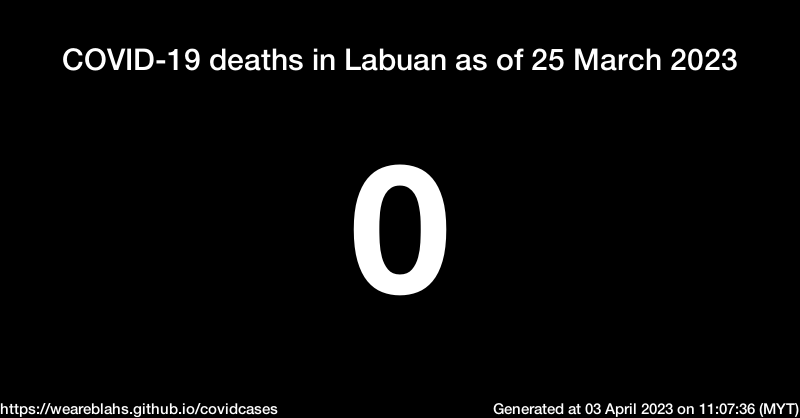 COVID-19 deaths in Labuan as of 25 March 2023
0
https://weareblahs.github.io/covidcases
Generated at 03 April 2023 on 11:07:36 (MYT)